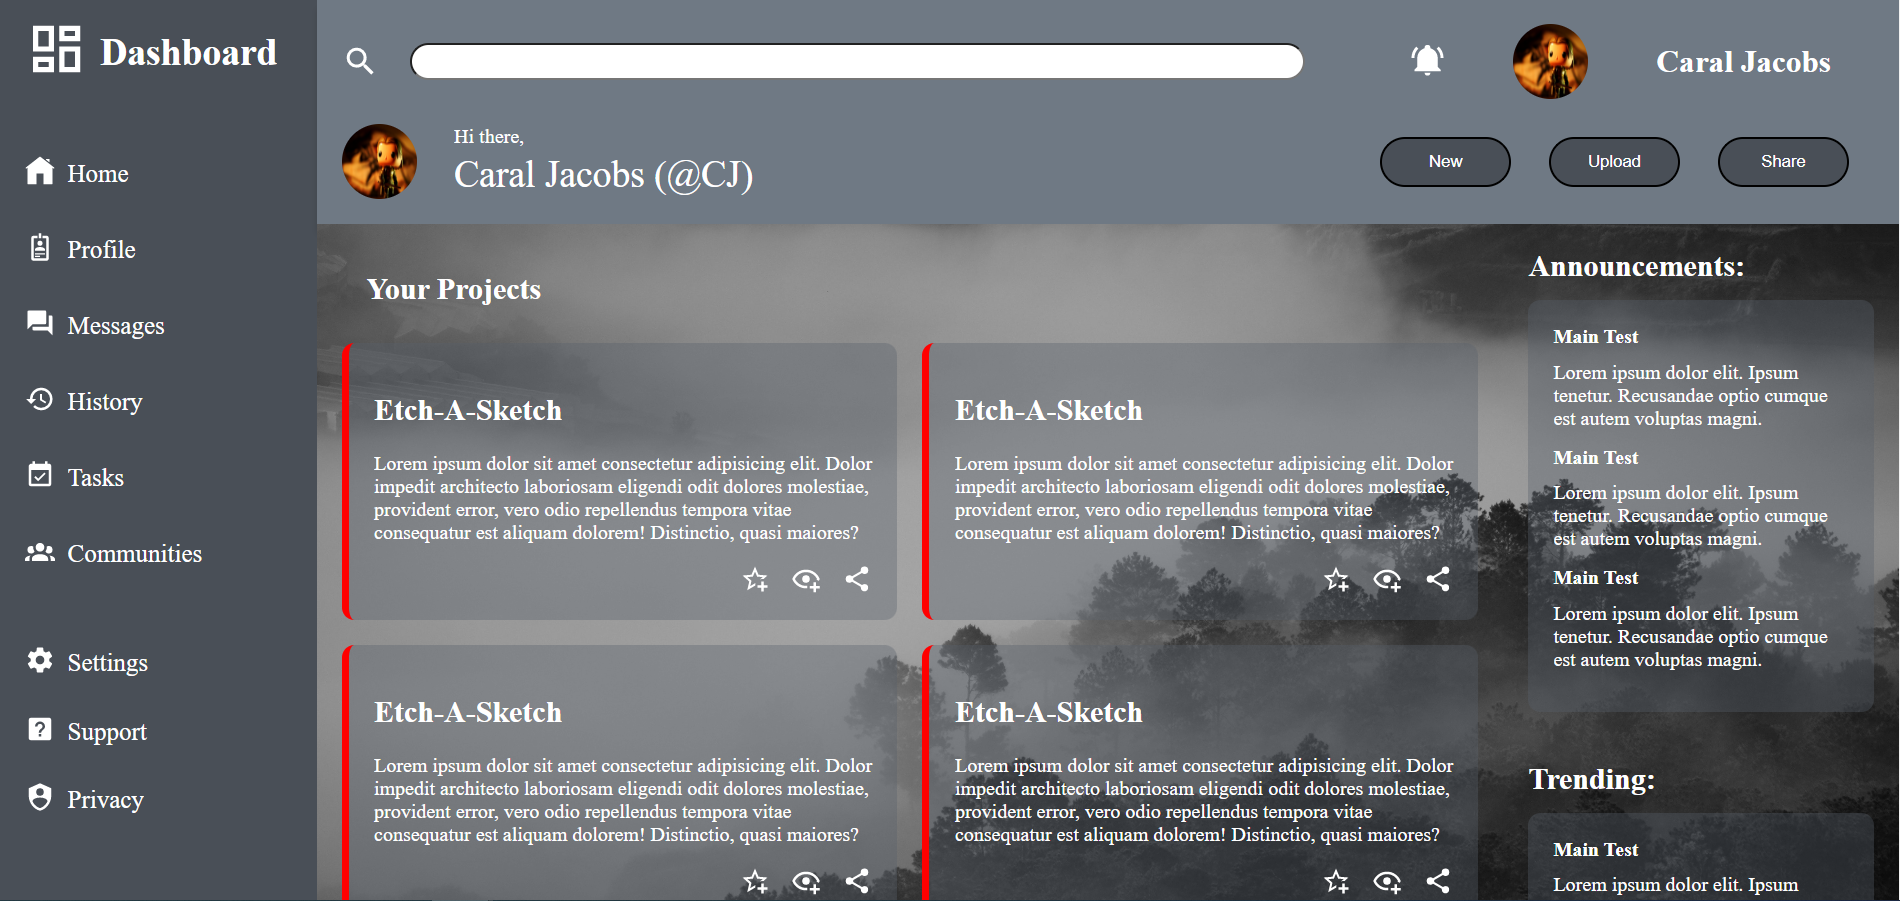 Dashboard
Home
Profile
Messages
History
Tasks
Communities
Settings
Support
Privacy
Caral Jacobs
Hi there,
Caral Jacobs (@CJ)
New
Upload
Share
Your Projects
Etch-A-Sketch
Lorem ipsum dolor sit amet consectetur adipisicing elit. Dolor
impedit architecto laboriosam eligendi odit dolores molestiae,
provident error, vero odio repellendus tempora vitae
consequatur est aliquam dolorem! Distinctio, quasi maiores?
Etch-A-Sketch
Lorem ipsum dolor sit amet consectetur adipisicing elit. Dolor
impedit architecto laboriosam eligendi odit dolores molestiae,
provident error, vero odio repellendus tempora vitae
consequatur est aliquam dolorem! Distinctio, quasi maiores?
Etch-A-Sketch
Lorem ipsum dolor sit amet consectetur adipisicing elit. Dolor
impedit architecto laboriosam eligendi odit dolores molestiae,
provident error, vero odio repellendus tempora vitae
consequatur est aliquam dolorem! Distinctio, quasi maiores?
Etch-A-Sketch
Lorem ipsum dolor sit amet consectetur adipisicing elit. Dolor
impedit architecto laboriosam eligendi odit dolores molestiae,
provident error, vero odio repellendus tempora vitae
consequatur est aliquam dolorem! Distinctio, quasi maiores?
Announcements:
Main Test
Lorem ipsum dolor elit. Ipsum
tenetur. Recusandae optio cumque
est autem voluptas magni.
Main Test
Lorem ipsum dolor elit. Ipsum
tenetur. Recusandae optio cumque
est autem voluptas magni.
Main Test
Lorem ipsum dolor elit. Ipsum
tenetur. Recusandae optio cumque
est autem voluptas magni.
Trending:
Main Test
Lorem ipsum dolor elit. Ipsum